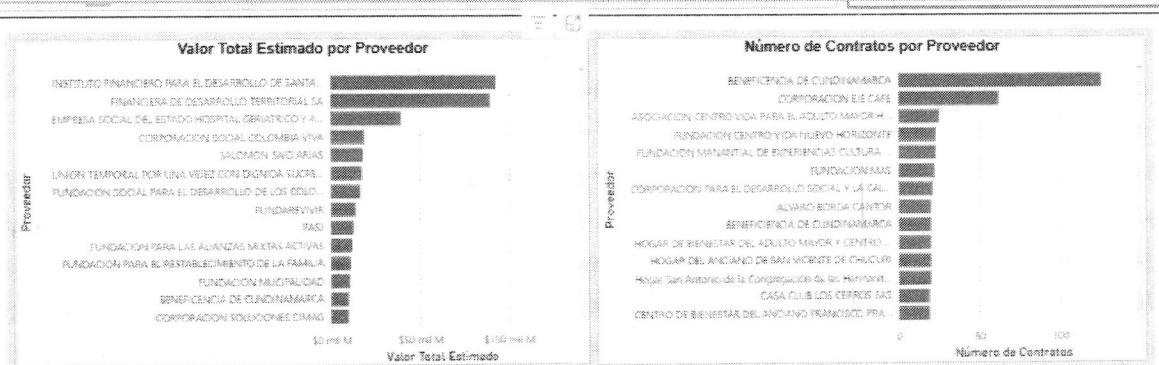 Valor Total Estimado por Proveedor
INSTITUTO FINANCIERO PARA EL DESARROLLO DE SANTA...
FINANCIERA DE DESARROLLO TERRITORIAL SA
EMPRESA SOCIAL DEL ESTADO HOSPITAL GERIATRICO Y A...
CORPORACION SOCIAL COLOMBIA VIVA
SALOMON SAID ARIAS
UNION TEMPORAL POR UNA VEJEZ CON DIGNIDA SUCRE...
FUNDACION SOCIAL PARA EL DESARROLLO DE LOS COLO...
FUNDAREVIVIR
FUNDACION PARA LAS ALIANZAS MIXTAS ACTIVAS
FUNDACION PARA EL RESTABLECIMIENTO DE LA FAMILIA
FUNDACION MUCIPALIDAD
BENEFICENCIA DE CUNDINAMARCA
CORPORACION SOLUCIONES CIMAG
Proveedor
$0 mil M
$50 mil M
$100 mil M
Valor Total Estimado
Número de Contratos por Proveedor
BENEFICENCIA DE CUNDINAMARCA
CORPORACION EJE CAFE
ASOCIACION CENTRO VIDA PARA EL ADULTO MAYOR H...
FUNDACION CENTRO VIDA NUEVO HORIZONTE
FUNDACION MANANTIAL DE EXPERIENCIAS CULTURA...
FUNDACION MAS
CORPORACION PARA EL DESARROLLO SOCIAL Y LA CAL...
ALVARO BORDA CANTOR
BENEFICIENCIA DE CUNDINAMARCA
HOGAR DE BIENESTAR DEL ADULTO MAYOR Y CENTRO...
HOGAR DEL ANCIANO DE SAN VICENTE DE CHUCURI
Hogar San Antonio de la Congregacion de las Hermanit...
CASA CLUB LOS CERROS SAS
CENTRO DE BIENESTAR DEL ANCIANO FRANCISCO PRA...
Proveedor
0
50
100
Número de Contratos